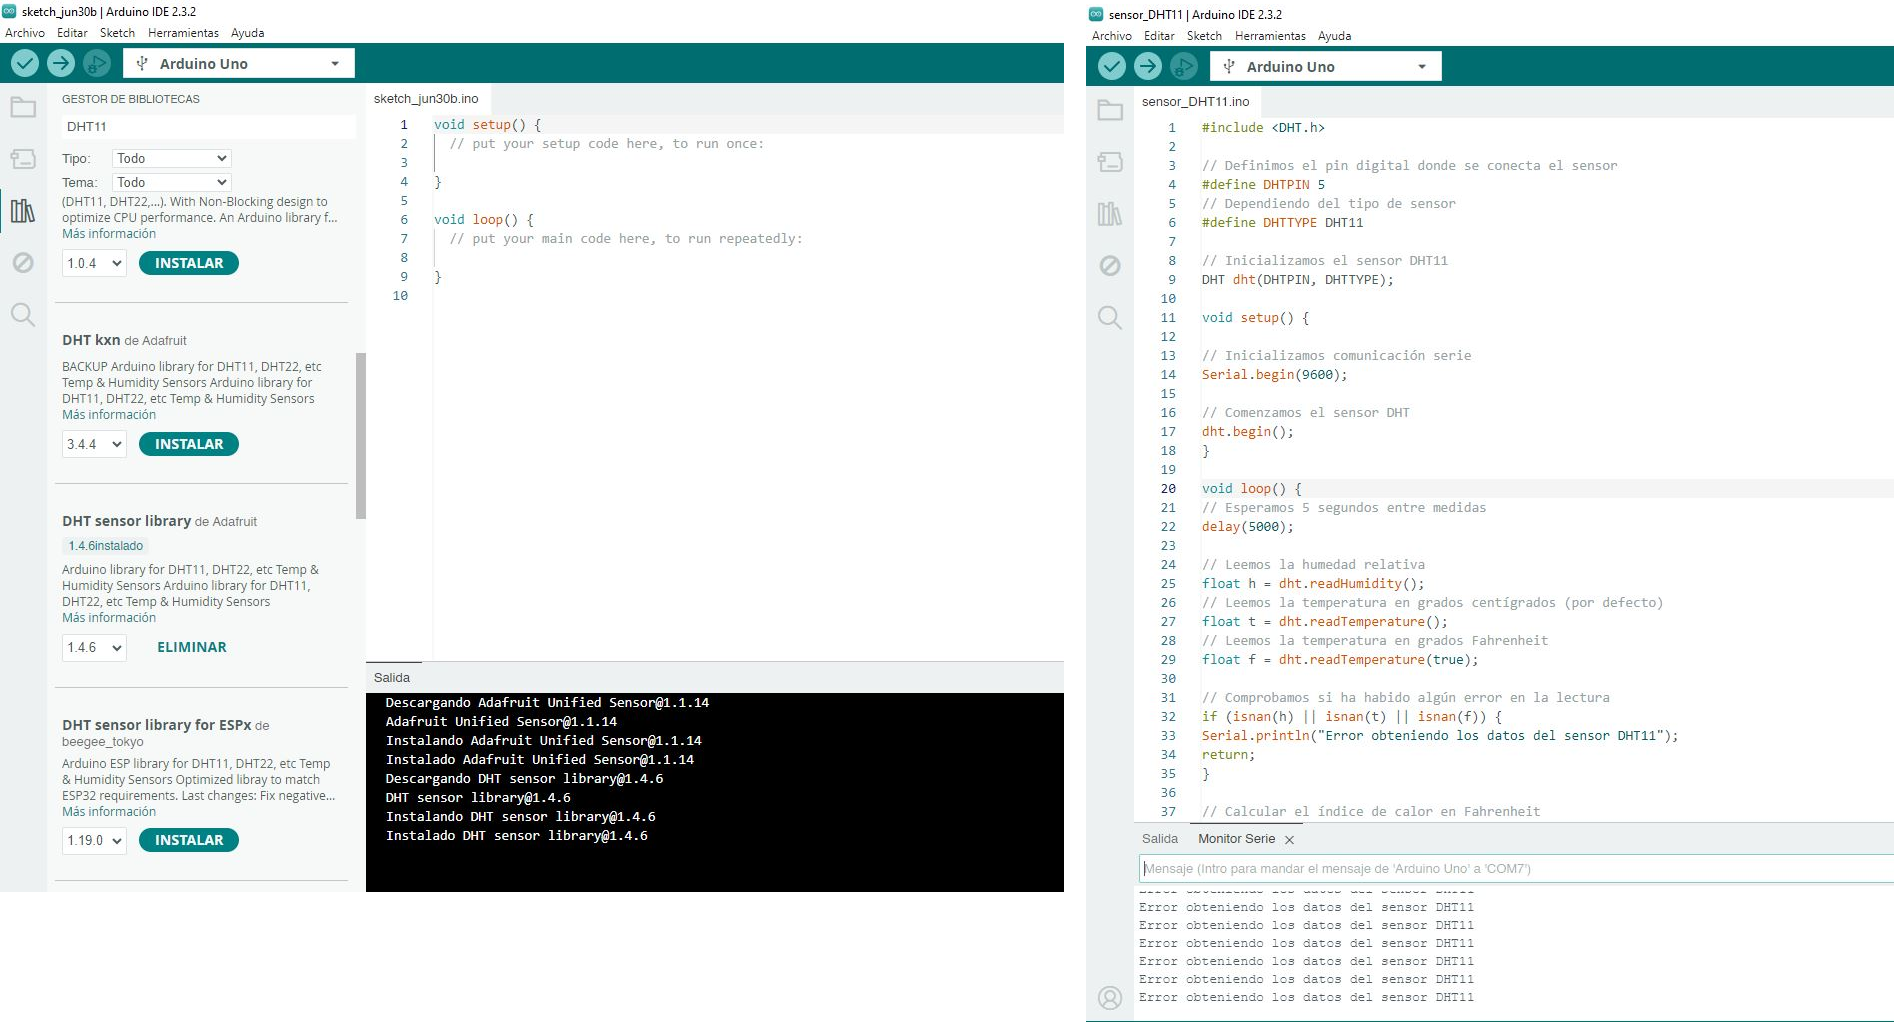 sketch_jun30b | Arduino IDE 2.3.2
Archivo Editar Sketch Herramientas Ayuda
Arduino Uno
GESTOR DE BIBLIOTECAS
DHT11
Tipo: Todo
Tema: Todo
(DHT11, DHT22,...). With Non-Blocking design to
optimize CPU performance. An Arduino library f...
Más información
1.0.4 INSTALAR
DHT kxn de Adafruit
BACKUP Arduino library for DHT11, DHT22, etc
Temp & Humidity Sensors Arduino library for
DHT11, DHT22, etc Temp & Humidity Sensors
Más información
3.4.4 INSTALAR
DHT sensor library de Adafruit
1.4.6instalado
Arduino library for DHT11, DHT22, etc Temp &
Humidity Sensors Arduino library for DHT11,
DHT22, etc Temp & Humidity Sensors
Más información
1.4.6 ELIMINAR
DHT sensor library for ESPx de
beegee_tokyo
Arduino ESP library for DHT11, DHT22, etc Temp
& Humidity Sensors Optimized libray to match
ESP32 requirements. Last changes: Fix negative...
Más información
1.19.0 INSTALAR
sketch_jun30b.ino
1 void setup() {
2 // put your setup code here, to run once:
3
4 }
5
6 void loop() {
7 // put your main code here, to run repeatedly:
8
9 }
10
Salida
Descargando Adafruit Unified Sensor@1.1.14
Adafruit Unified Sensor@1.1.14
Instalando Adafruit Unified Sensor@1.1.14
Instalado Adafruit Unified Sensor@1.1.14
Descargando DHT sensor library@1.4.6
DHT sensor library@1.4.6
Instalando DHT sensor library@1.4.6
Instalado DHT sensor library@1.4.6
sensor_DHT11 | Arduino IDE 2.3.2
Archivo Editar Sketch Herramientas Ayuda
Arduino Uno
sensor_DHT11.ino
1 #include <DHT.h>
2
3 // Definimos el pin digital donde se conecta el sensor
4 #define DHTPIN 5
5 // Dependiendo del tipo de sensor
6 #define DHTTYPE DHT11
7
8 // Inicializamos el sensor DHT11
9 DHT dht(DHTPIN, DHTTYPE);
10
11 void setup() {
12
13 // Inicializamos comunicación serie
14 Serial.begin(9600);
15
16 // Comenzamos el sensor DHT
17 dht.begin();
18 }
19
20 void loop() {
21 // Esperamos 5 segundos entre medidas
22 delay(5000);
23
24 // Leemos la humedad relativa
25 float h = dht.readHumidity();
26 // Leemos la temperatura en grados centígrados (por defecto)
27 float t = dht.readTemperature();
28 // Leemos la temperatura en grados Fahrenheit
29 float f = dht.readTemperature(true);
30
31 // Comprobamos si ha habido algún error en la lectura
32 if (isnan(h) || isnan(t) || isnan(f)) {
33 Serial.println("Error obteniendo los datos del sensor DHT11");
34 return;
35 }
36
37 // Calcular el índice de calor en Fahrenheit
Salida Monitor Serie
Mensaje (Intro para mandar el mensaje de 'Arduino Uno' a 'COM7')
Error obteniendo los datos del sensor DHT11
Error obteniendo los datos del sensor DHT11
Error obteniendo los datos del sensor DHT11
Error obteniendo los datos del sensor DHT11
Error obteniendo los datos del sensor DHT11
Error obteniendo los datos del sensor DHT11
Error obteniendo los datos del sensor DHT11